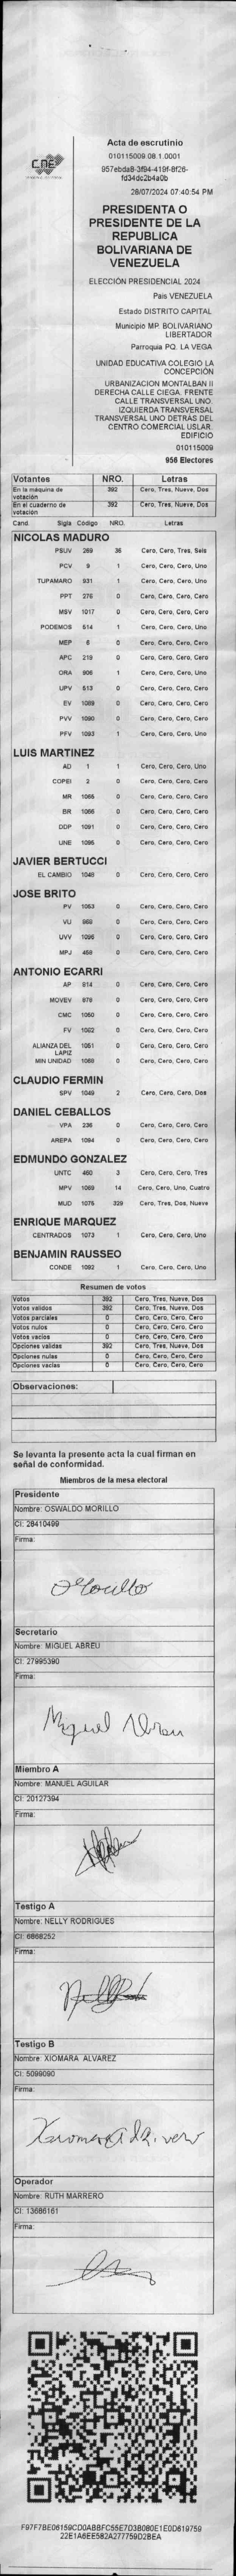 CNE
Acta de escrutinio
010115009.08.1.0001
957ebda8-3f94-419f-8f26-
fd34dc2b4a0b
28/07/2024 07:40:54 PM
PRESIDENTA O
PRESIDENTE DE LA
REPUBLICA
BOLIVARIANA DE
VENEZUELA
ELECCIÓN PRESIDENCIAL 2024
Pais VENEZUELA
Estado DISTRITO CAPITAL
Municipio MP. BOLIVARIANO
LIBERTADOR
Parroquia PQ. LA VEGA
UNIDAD EDUCATIVA COLEGIO LA
CONCEPCIÓN
URBANIZACION MONTALBAN II
DERECHA CALLE CIEGA. FRENTE
CALLE TRANSVERSAL UNO.
IZQUIERDA TRANSVERSAL
TRANSVERSAL UNO DETRÁS DEL
CENTRO COMERCIAL USLAR.
EDIFICIO
010115009
956 Electores
Votantes NRO. Letras
En la máquina de votación 392 Cero, Tres, Nueve, Dos
En el cuaderno de votación 392 Cero, Tres, Nueve, Dos
Cand. Sigla Código NRO. Letras
NICOLAS MADURO
PSUV 269 36 Cero, Cero, Tres, Seis
PCV 9 1 Cero, Cero, Cero, Uno
TUPAMARO 931 1 Cero, Cero, Cero, Uno
PPT 276 0 Cero, Cero, Cero, Cero
MSV 1017 0 Cero, Cero, Cero, Cero
PODEMOS 514 1 Cero, Cero, Cero, Uno
MEP 6 0 Cero, Cero, Cero, Cero
APC 219 0 Cero, Cero, Cero, Cero
ORA 906 1 Cero, Cero, Cero, Uno
UPV 513 0 Cero, Cero, Cero, Cero
EV 1089 0 Cero, Cero, Cero, Cero
PVV 1090 0 Cero, Cero, Cero, Cero
PFV 1093 1 Cero, Cero, Cero, Uno
LUIS MARTINEZ
AD 1 1 Cero, Cero, Cero, Uno
COPEI 2 0 Cero, Cero, Cero, Cero
MR 1065 0 Cero, Cero, Cero, Cero
BR 1066 0 Cero, Cero, Cero, Cero
DDP 1091 0 Cero, Cero, Cero, Cero
UNE 1095 0 Cero, Cero, Cero, Cero
JAVIER BERTUCCI
EL CAMBIO 1048 0 Cero, Cero, Cero, Cero
JOSE BRITO
PV 1053 0 Cero, Cero, Cero, Cero
VU 969 0 Cero, Cero, Cero, Cero
UVV 1096 0 Cero, Cero, Cero, Cero
MPJ 458 0 Cero, Cero, Cero, Cero
ANTONIO ECARRI
AP 914 0 Cero, Cero, Cero, Cero
MOVEV 878 0 Cero, Cero, Cero, Cero
CMC 1050 0 Cero, Cero, Cero, Cero
FV 1062 0 Cero, Cero, Cero, Cero
ALIANZA DEL LAPIZ 1051 0 Cero, Cero, Cero, Cero
MIN UNIDAD 1068 0 Cero, Cero, Cero, Cero
CLAUDIO FERMIN
SPV 1049 2 Cero, Cero, Cero, Dos
DANIEL CEBALLOS
VPA 236 0 Cero, Cero, Cero, Cero
AREPA 1094 0 Cero, Cero, Cero, Cero
EDMUNDO GONZALEZ
UNTC 460 3 Cero, Cero, Cero, Tres
MPV 1069 14 Cero, Cero, Uno, Cuatro
MUD 1075 329 Cero, Tres, Dos, Nueve
ENRIQUE MARQUEZ
CENTRADOS 1073 1 Cero, Cero, Cero, Uno
BENJAMIN RAUSSEO
CONDE 1092 1 Cero, Cero, Cero, Uno
Resumen de votos
Votos 392 Cero, Tres, Nueve, Dos
Votos validos 392 Cero, Tres, Nueve, Dos
Votos parciales 0 Cero, Cero, Cero, Cero
Votos nulos 0 Cero, Cero, Cero, Cero
Votos vacios 0 Cero, Cero, Cero, Cero
Opciones validas 392 Cero, Tres, Nueve, Dos
Opciones nulas 0 Cero, Cero, Cero, Cero
Opciones vacias 0 Cero, Cero, Cero, Cero
Observaciones:
Se levanta la presente acta la cual firman en
señal de conformidad.
Miembros de la mesa electoral
Presidente
Nombre: OSWALDO MORILLO
CI: 28410499
Firma:
Secretario
Nombre: MIGUEL ABREU
CI: 27995390
Firma:
Miguel Abreu
Miembro A
Nombre: MANUEL AGUILAR
CI: 20127394
Firma:
Testigo A
Nombre: NELLY RODRIGUES
CI: 6868252
Firma:
Testigo B
Nombre: XIOMARA ALVAREZ
CI: 5099090
Firma:
Operador
Nombre: RUTH MARRERO
CI: 13686161
Firma:
F97F7BE06159CD0ABBFC55E7D3B080E1E0D619759
22E1A6EE582A277759D2BEA